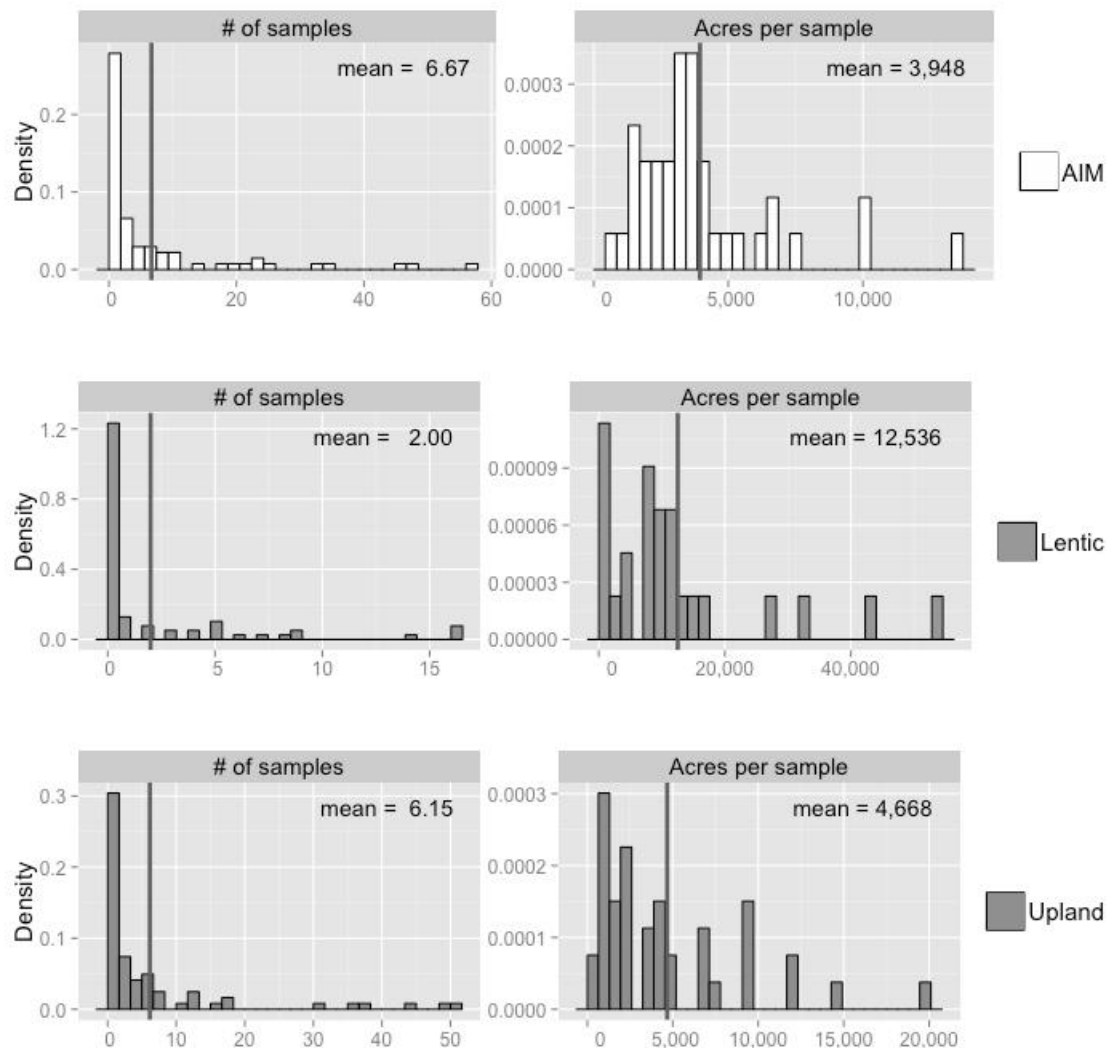 # of samples
Acres per sample
mean = 6.67
mean = 3,948
Density
0.2
0.1
0.0
0
20
40
60
0.0003
0.0002
0.0001
0.0000
0
5,000
10,000
AIM
# of samples
Acres per sample
mean = 2.00
mean = 12,536
Density
1.2
0.8
0.4
0.0
0
5
10
15
0.00009
0.00006
0.00003
0.00000
0
20,000
40,000
Lentic
# of samples
Acres per sample
mean = 6.15
mean = 4,668
Density
0.3
0.2
0.1
0.0
0
10
20
30
40
50
0.0003
0.0002
0.0001
0.0000
0
5,000
10,000
15,000
20,000
Upland